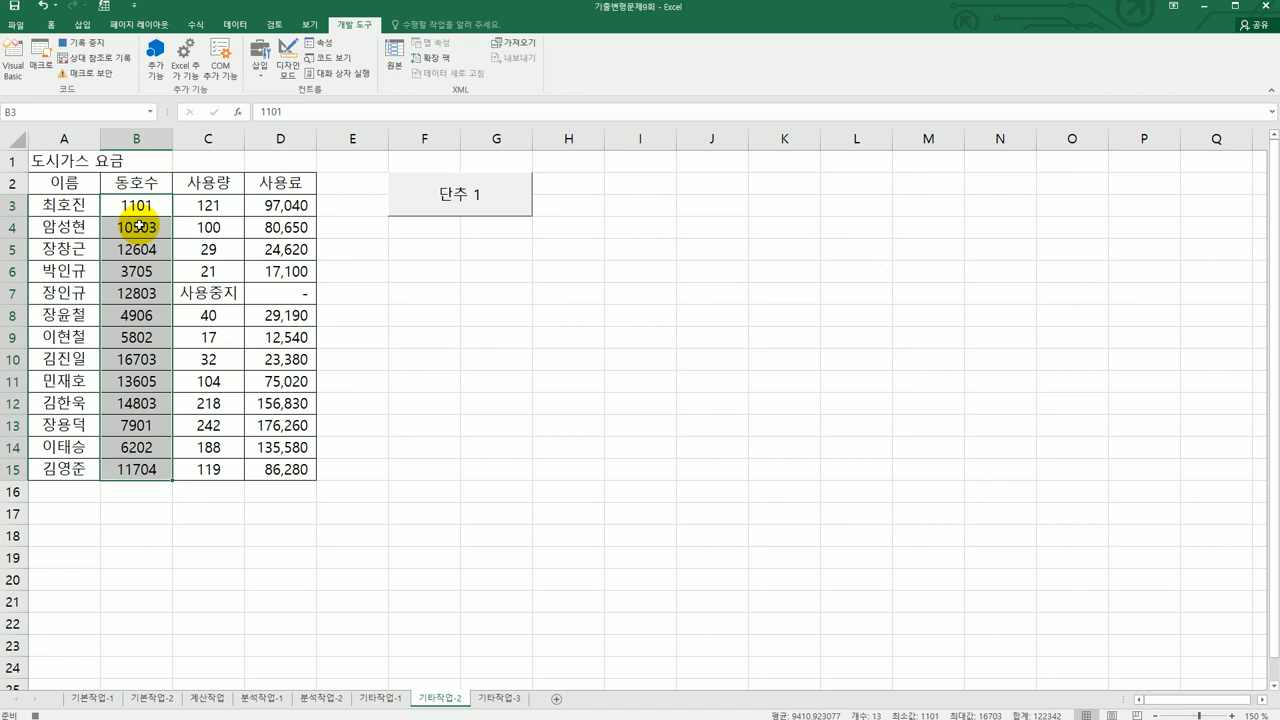 기출변형문제9회 - Excel
파일 홈 삽입 페이지 레이아웃 수식 데이터 검토 보기 개발 도구 수행할 작업을 알려 주세요. 공유
Visual Basic
매크로
기록 중지
상대 참조로 기록
매크로 보안
코드
추가 기능
Excel 추가 기능
COM 추가 기능
추가 기능
삽입
디자인 모드
속성
코드 보기
대화 상자 실행
컨트롤
원본
맵 속성
확장 팩
데이터 새로 고침
가져오기
내보내기
XML
B3 fx 1101
A B C D E F G H I J K L M N O P Q
1 도시가스 요금
2 이름 동호수 사용량 사용료
3 최호진 1101 121 97,040
4 암성현 10503 100 80,650
5 장창근 12604 29 24,620
6 박인규 3705 21 17,100
7 장인규 12803 사용중지 -
8 장윤철 4906 40 29,190
9 이현철 5802 17 12,540
10 김진일 16703 32 23,380
11 민재호 13605 104 75,020
12 김한욱 14803 218 156,830
13 장용덕 7901 242 176,260
14 이태승 6202 188 135,580
15 김영준 11704 119 86,280
단추 1
16
17
18
19
20
21
22
23
24
25
기본작업-1 기본작업-2 계산작업 분석작업-1 분석작업-2 기타작업-1 기타작업-2 기타작업-3
준비 평균: 9410.923077 개수: 13 최소값: 1101 최대값: 16703 합계: 122342 150 %